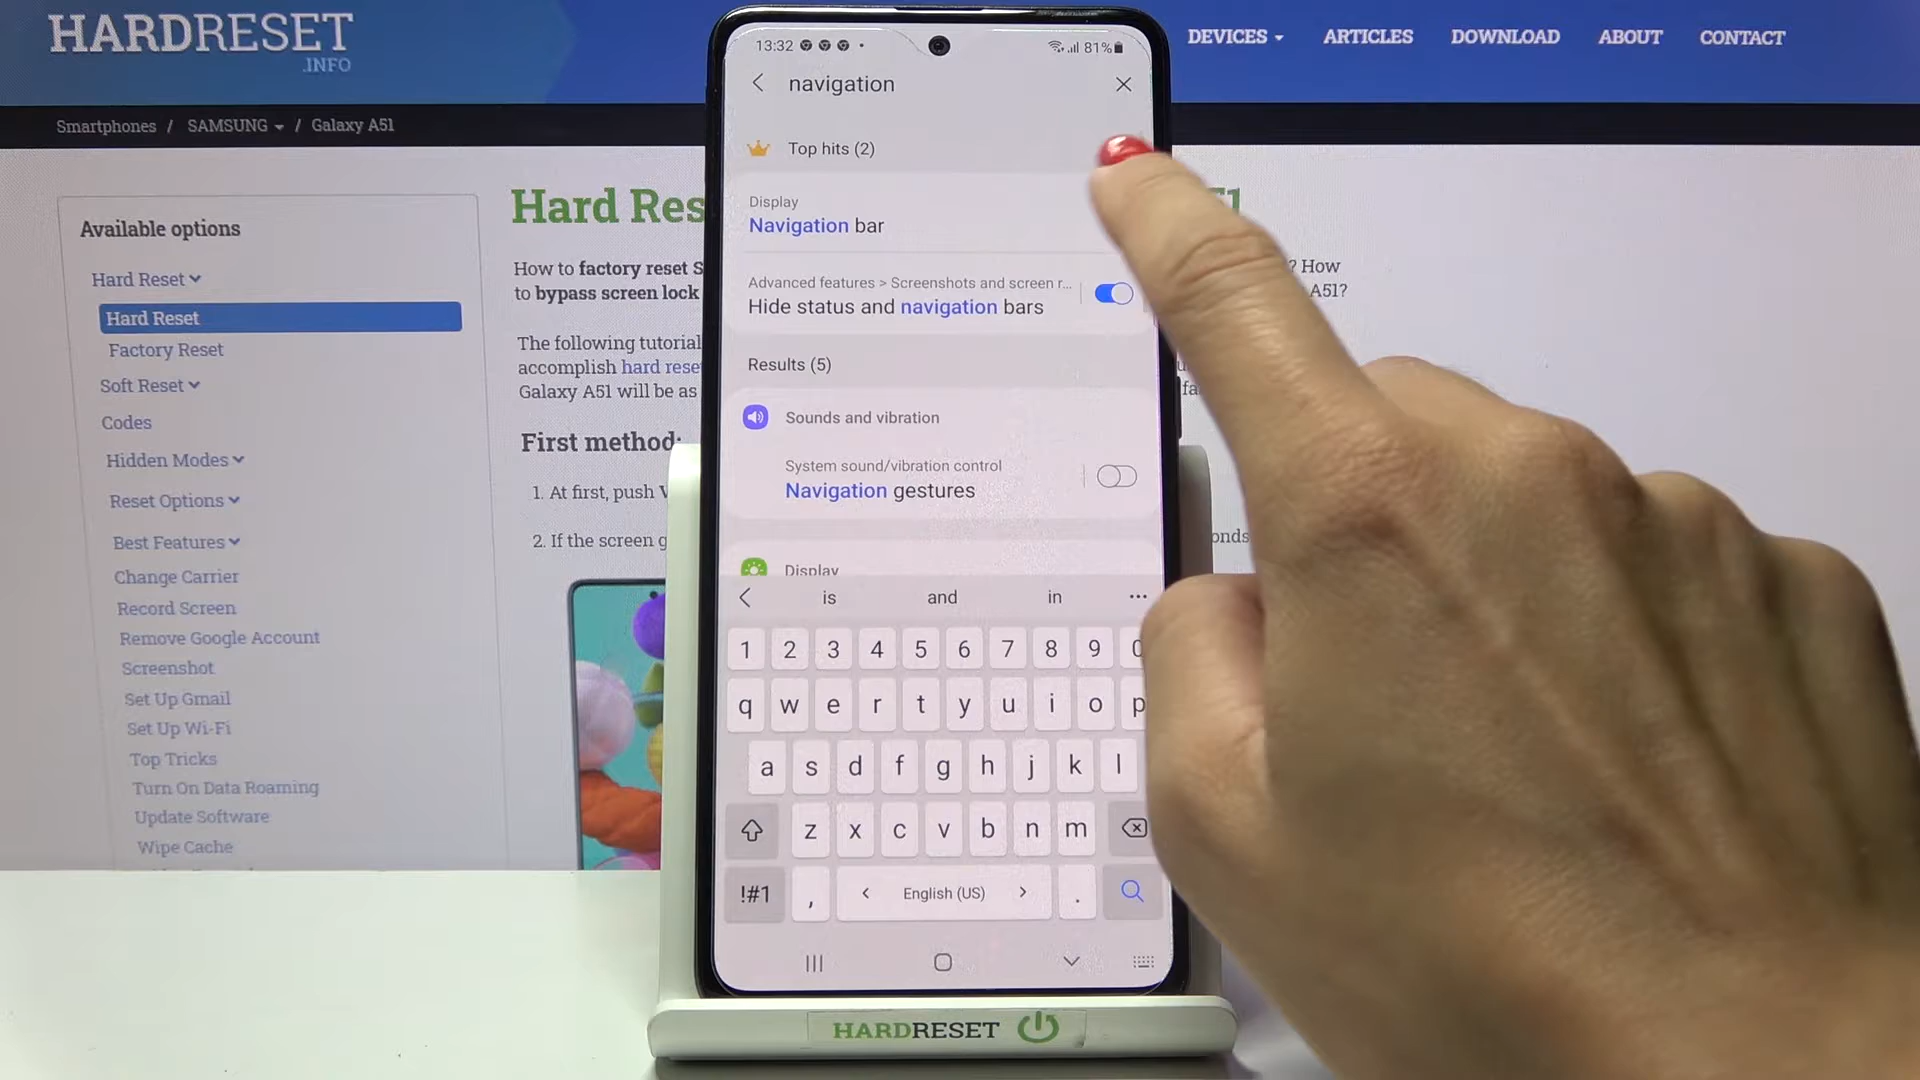 HARDRESET
.INFO
DEVICES
ARTICLES
DOWNLOAD
ABOUT
CONTACT
Smartphones / SAMSUNG / Galaxy A51
Available options
Hard Reset
Hard Reset
Factory Reset
Soft Reset
Codes
Hidden Modes
Reset Options
Best Features
Change Carrier
Record Screen
Remove Google Account
Screenshot
Set Up Gmail
Set Up Wi-Fi
Top Tricks
Turn On Data Roaming
Update Software
Wipe Cache
Hard Res
How to factory reset S
? How
to bypass screen lock
A51?
The following tutorial
accomplish hard rese
Galaxy A51 will be as
First method:
1. At first, push V
2. If the screen g
onds
13:32
81%
navigation
Top hits (2)
Display
Navigation bar
Advanced features > Screenshots and screen r...
Hide status and navigation bars
Results (5)
Sounds and vibration
System sound/vibration control
Navigation gestures
Display
is and in ...
1 2 3 4 5 6 7 8 9 0
q w e r t y u i o p
a s d f g h j k l
z x c v b n m
!#1 , < English (US) > .
HARDRESET